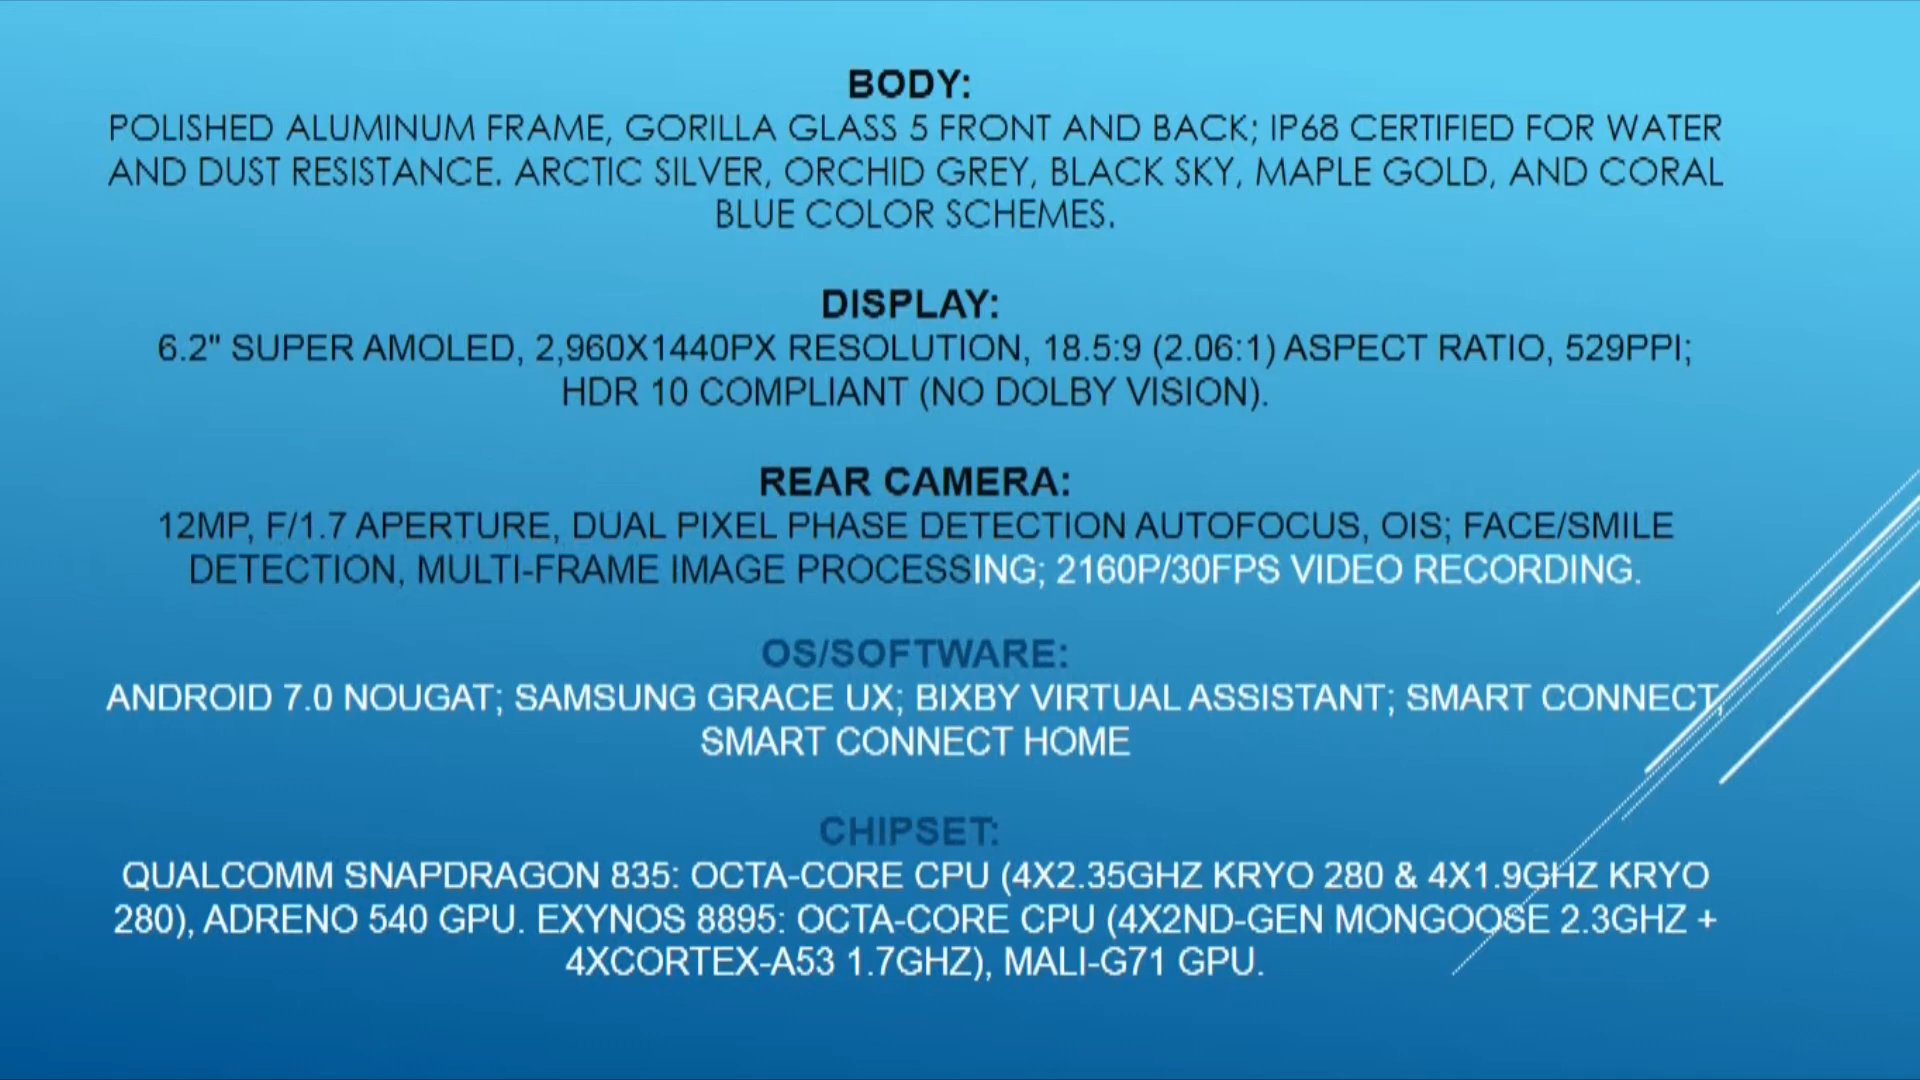 BODY:
POLISHED ALUMINUM FRAME, GORILLA GLASS 5 FRONT AND BACK; IP68 CERTIFIED FOR WATER
AND DUST RESISTANCE. ARCTIC SILVER, ORCHID GREY, BLACK SKY, MAPLE GOLD, AND CORAL
BLUE COLOR SCHEMES.
DISPLAY:
6.2" SUPER AMOLED, 2,960X1440PX RESOLUTION, 18.5:9 (2.06:1) ASPECT RATIO, 529PPI;
HDR 10 COMPLIANT (NO DOLBY VISION).
REAR CAMERA:
12MP, F/1.7 APERTURE, DUAL PIXEL PHASE DETECTION AUTOFOCUS, OIS; FACE/SMILE
DETECTION, MULTI-FRAME IMAGE PROCESSING; 2160P/30FPS VIDEO RECORDING.
OS/SOFTWARE:
ANDROID 7.0 NOUGAT; SAMSUNG GRACE UX; BIXBY VIRTUAL ASSISTANT; SMART CONNECT,
SMART CONNECT HOME
CHIPSET:
QUALCOMM SNAPDRAGON 835: OCTA-CORE CPU (4X2.35GHZ KRYO 280 & 4X1.9GHZ KRYO
280), ADRENO 540 GPU. EXYNOS 8895: OCTA-CORE CPU (4X2ND-GEN MONGOOSE 2.3GHZ +
4XCORTEX-A53 1.7GHZ), MALI-G71 GPU.